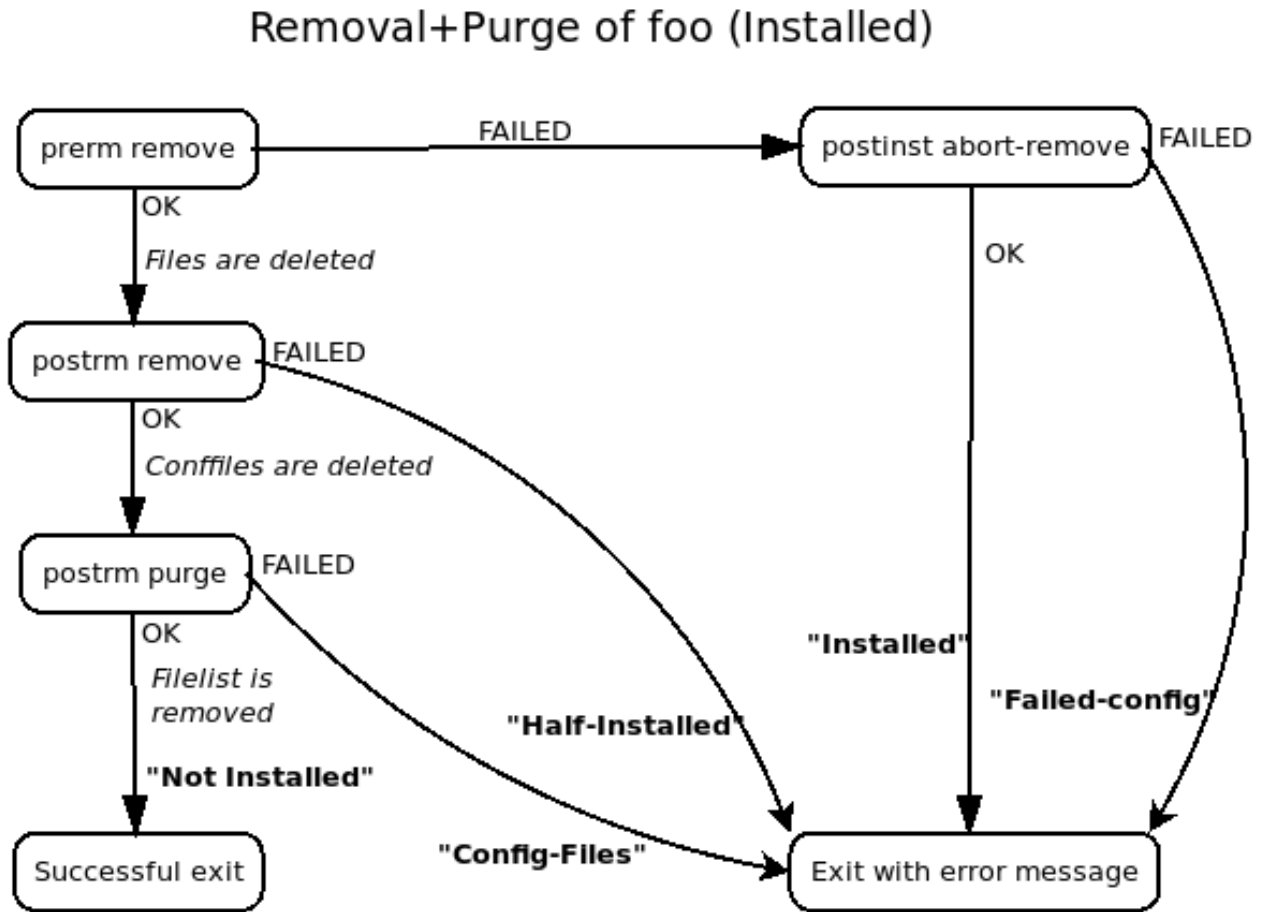 Removal+Purge of foo (Installed)
prerm remove
FAILED
postinst abort-remove
FAILED
OK
Files are deleted
OK
postrm remove
FAILED
OK
Conffiles are deleted
postrm purge
FAILED
OK
Filelist is
removed
"Not Installed"
"Installed"
"Failed-config"
"Half-Installed"
"Config-Files"
Successful exit
Exit with error message